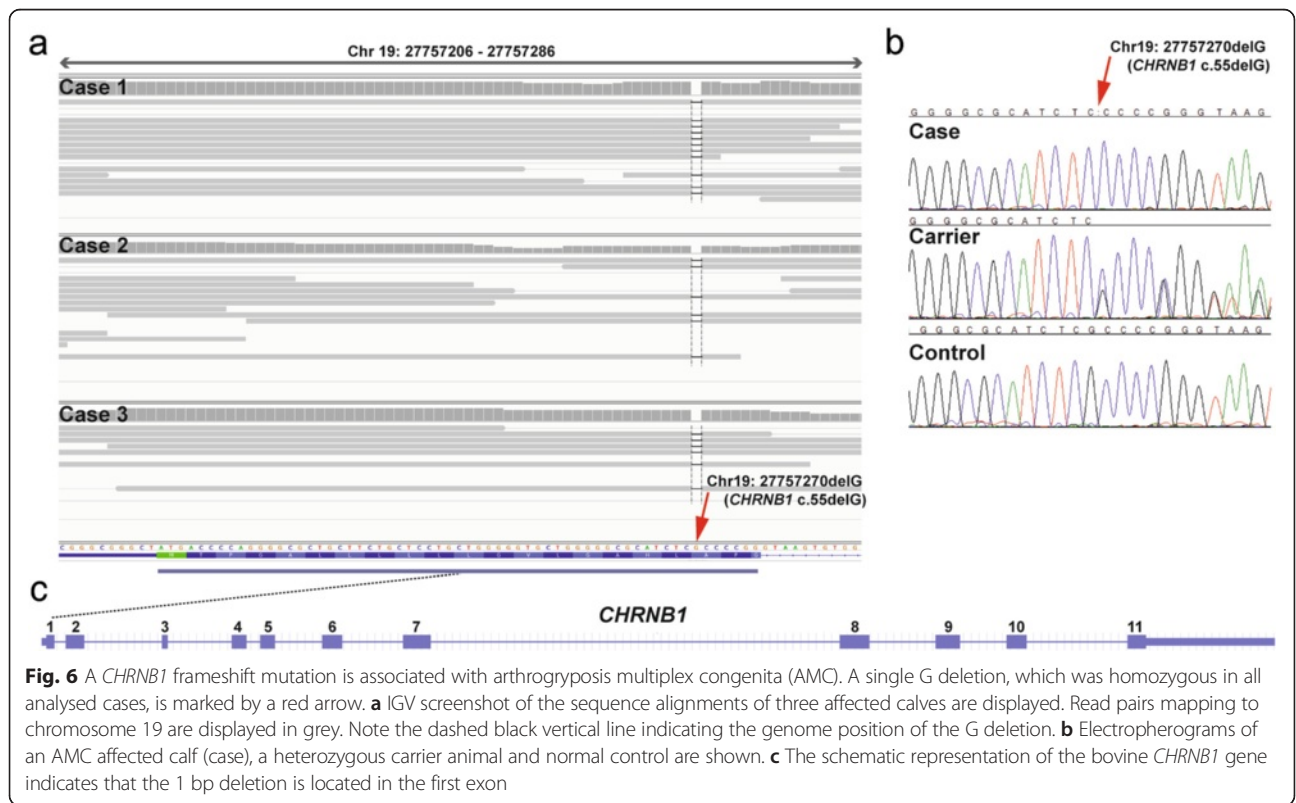 a
Chr 19: 27757206 - 27757286
Case 1
Case 2
Case 3
Chr19: 27757270delG
(CHRNB1 c.55delG)
b
Chr19: 27757270delG
(CHRNB1 c.55delG)
G G G G C G C A T C T C : C C C C G G G T A A G
Case
G G G G C G C A T C T C
Carrier
G G G C G C A T C T C G C C C C G G G T A A G
Control
c
CHRNB1
1 2 3 4 5 6 7 8 9 10 11
Fig. 6 A CHRNB1 frameshift mutation is associated with arthrogryposis multiplex congenita (AMC). A single G deletion, which was homozygous in all
analysed cases, is marked by a red arrow. a IGV screenshot of the sequence alignments of three affected calves are displayed. Read pairs mapping to
chromosome 19 are displayed in grey. Note the dashed black vertical line indicating the genome position of the G deletion. b Electropherograms of
an AMC affected calf (case), a heterozygous carrier animal and normal control are shown. c The schematic representation of the bovine CHRNB1 gene
indicates that the 1 bp deletion is located in the first exon